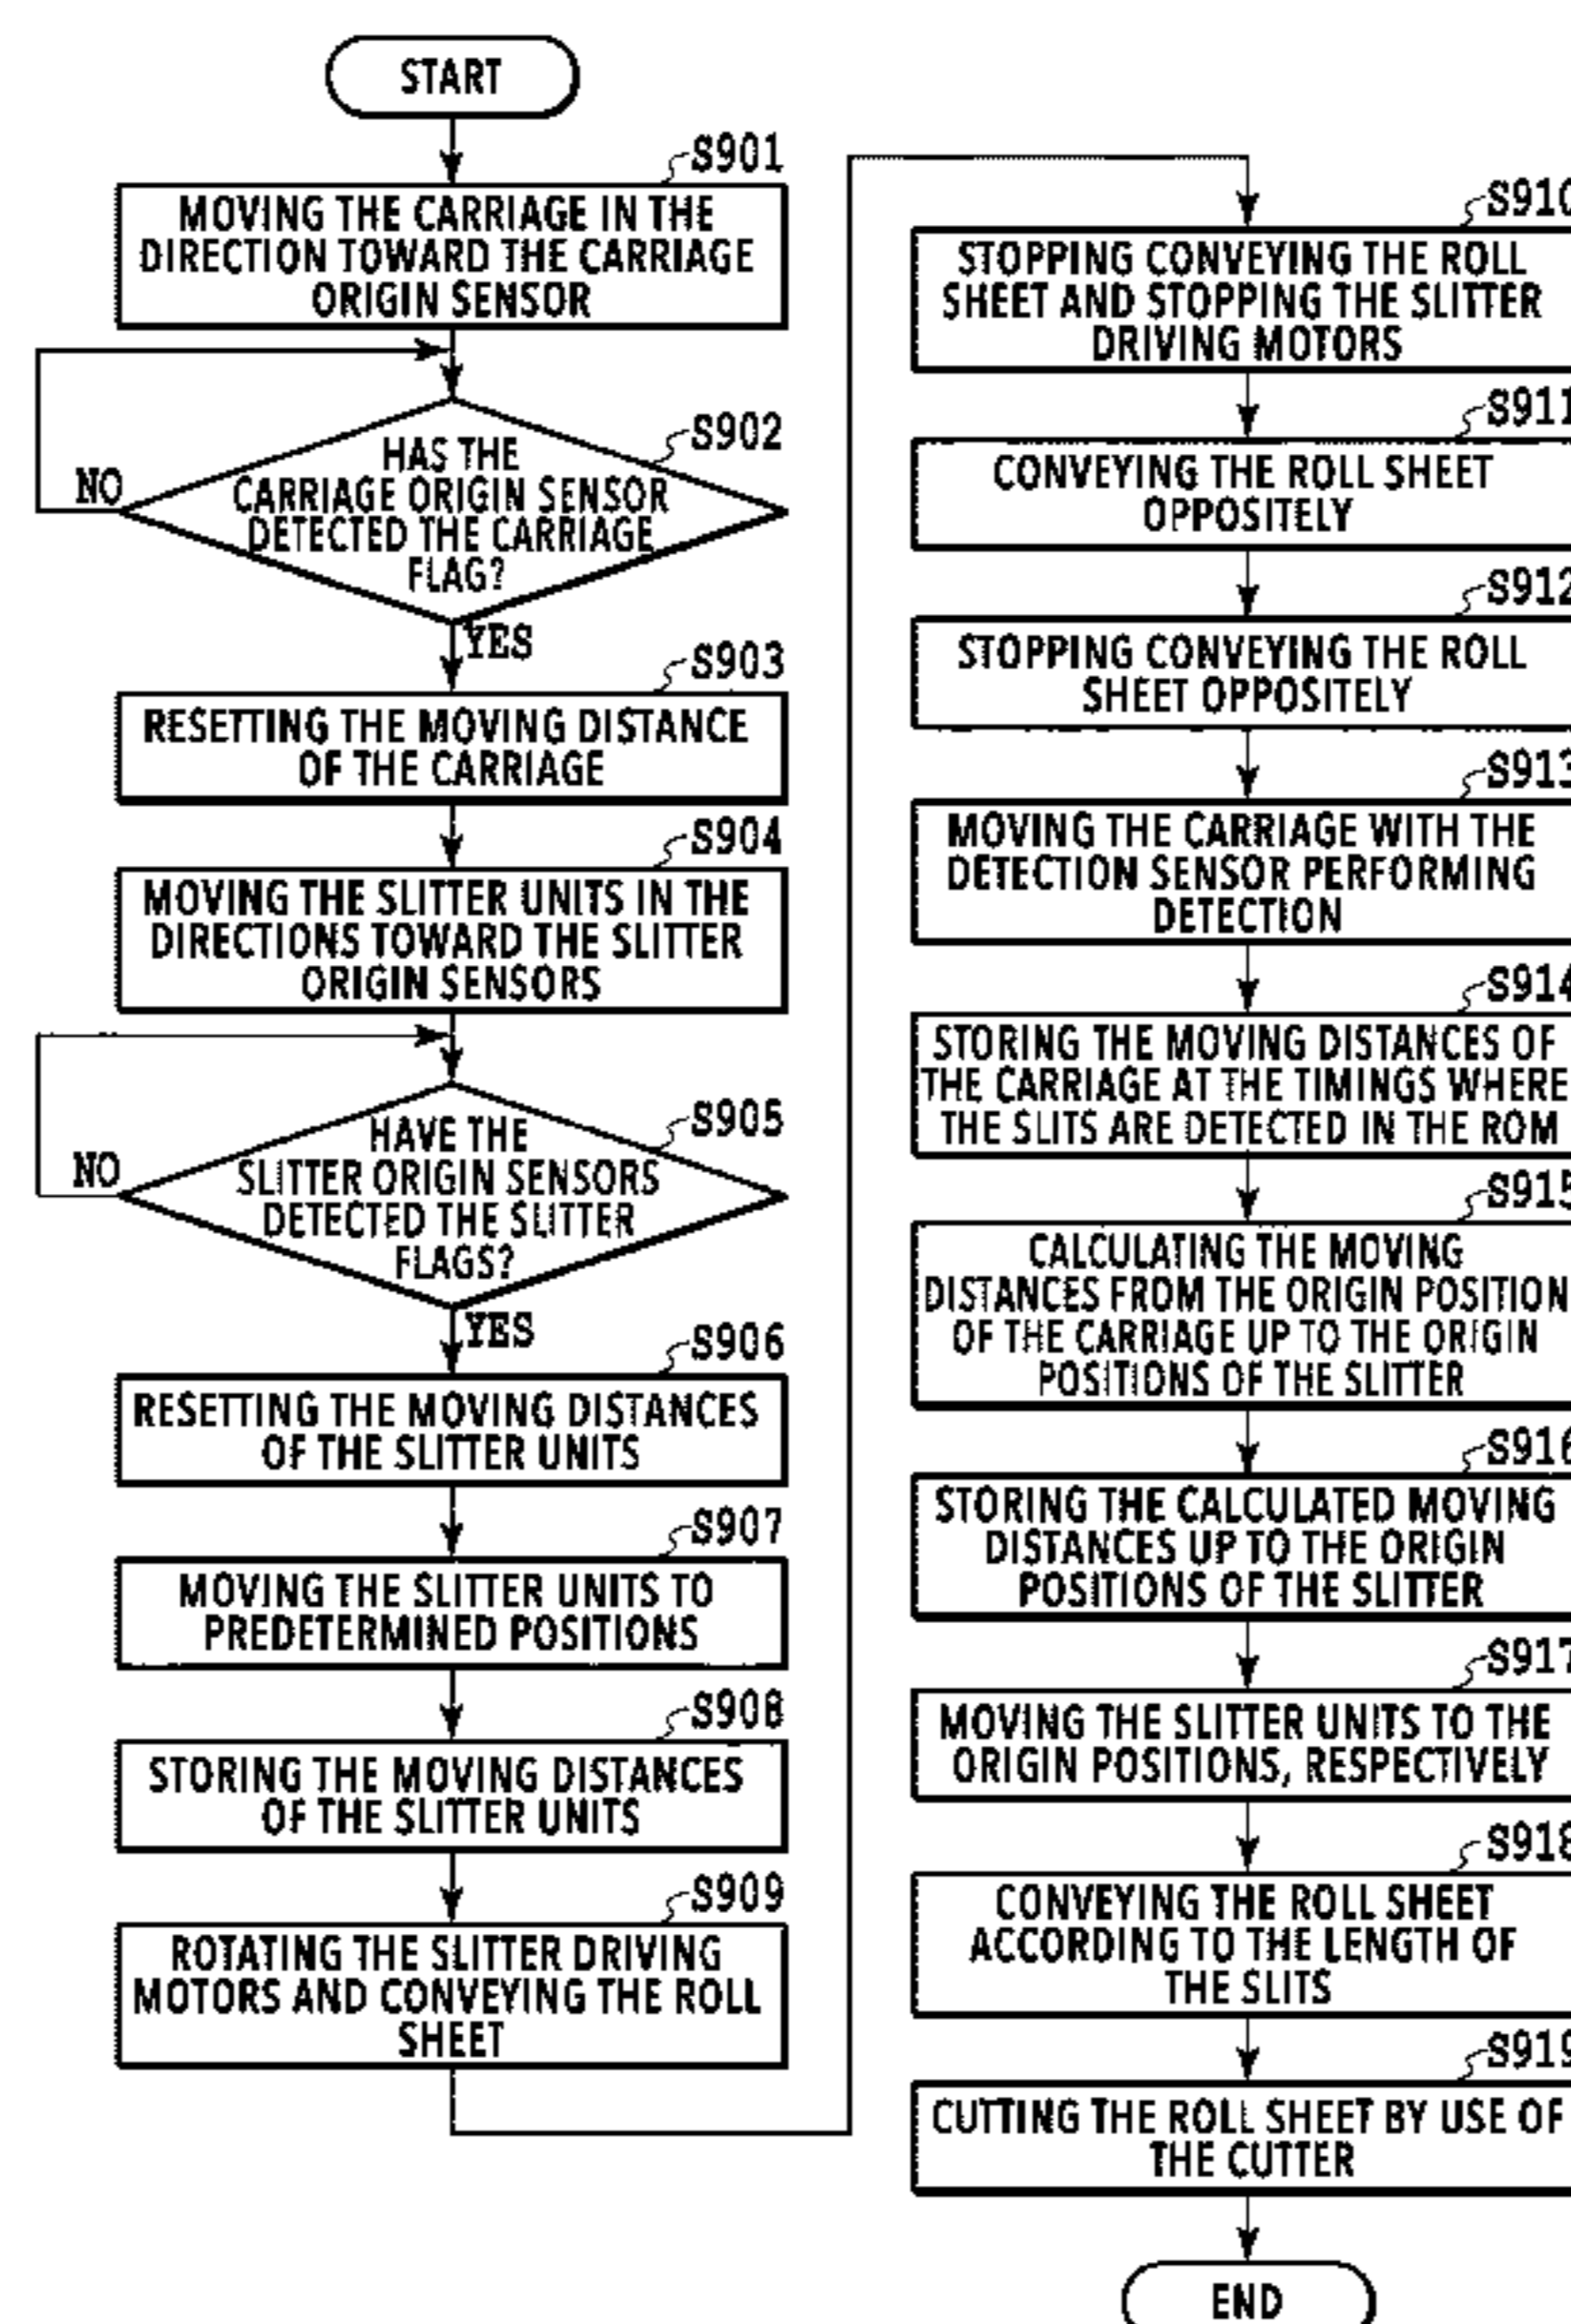 START
S901
MOVING THE CARRIAGE IN THE
DIRECTION TOWARD THE CARRIAGE
ORIGIN SENSOR
S902
HAS THE
CARRIAGE ORIGIN SENSOR
DETECTED THE CARRIAGE
FLAG?
NO
YES
S903
RESETTING THE MOVING DISTANCE
OF THE CARRIAGE
S904
MOVING THE SLITTER UNITS IN THE
DIRECTIONS TOWARD THE SLITTER
ORIGIN SENSORS
S905
HAVE THE
SLITTER ORIGIN SENSORS
DETECTED THE SLITTER
FLAGS?
NO
YES
S906
RESETTING THE MOVING DISTANCES
OF THE SLITTER UNITS
S907
MOVING THE SLITTER UNITS TO
PREDETERMINED POSITIONS
S908
STORING THE MOVING DISTANCES
OF THE SLITTER UNITS
S909
ROTATING THE SLITTER DRIVING
MOTORS AND CONVEYING THE ROLL
SHEET
S910
STOPPING CONVEYING THE ROLL
SHEET AND STOPPING THE SLITTER
DRIVING MOTORS
S911
CONVEYING THE ROLL SHEET
OPPOSITELY
S912
STOPPING CONVEYING THE ROLL
SHEET OPPOSITELY
S913
MOVING THE CARRIAGE WITH THE
DETECTION SENSOR PERFORMING
DETECTION
S914
STORING THE MOVING DISTANCES OF
THE CARRIAGE AT THE TIMINGS WHERE
THE SLITS ARE DETECTED IN THE ROM
S915
CALCULATING THE MOVING
DISTANCES FROM THE ORIGIN POSITION
OF THE CARRIAGE UP TO THE ORIGIN
POSITIONS OF THE SLITTER
S916
STORING THE CALCULATED MOVING
DISTANCES UP TO THE ORIGIN
POSITIONS OF THE SLITTER
S917
MOVING THE SLITTER UNITS TO THE
ORIGIN POSITIONS, RESPECTIVELY
S918
CONVEYING THE ROLL SHEET
ACCORDING TO THE LENGTH OF
THE SLITS
S919
CUTTING THE ROLL SHEET BY USE OF
THE CUTTER
END